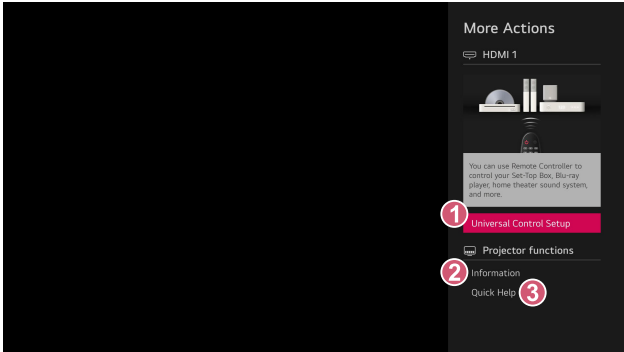 More Actions
HDMI 1
You can use Remote Controller to
control your Set-Top Box, Blu-ray
player, home theater sound system,
and more.
1
Universal Control Setup
Projector functions
2
Information
Quick Help
3